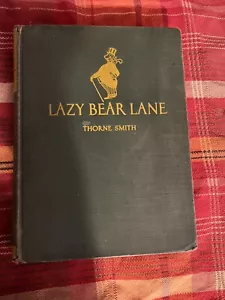 LAZY BEAR LANE
THORNE SMITH